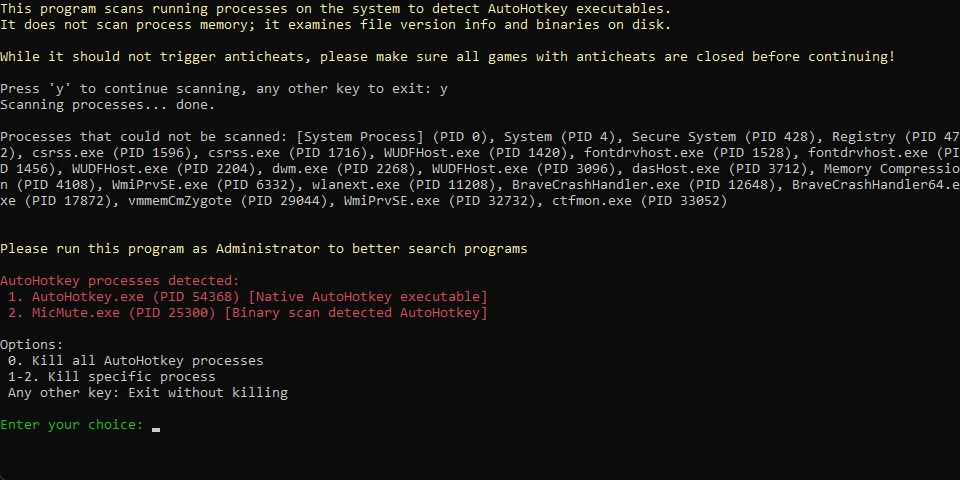 This program scans running processes on the system to detect AutoHotkey executables.
It does not scan process memory; it examines file version info and binaries on disk.
While it should not trigger anticheats, please make sure all games with anticheats are closed before continuing!
Press 'y' to continue scanning, any other key to exit: y
Scanning processes... done.
Processes that could not be scanned: [System Process] (PID 0), System (PID 4), Secure System (PID 428), Registry (PID 47
2), csrss.exe (PID 1596), csrss.exe (PID 1716), WUDFHost.exe (PID 1420), fontdrvhost.exe (PID 1528), fontdrvhost.exe (PI
D 1456), WUDFHost.exe (PID 2204), dwm.exe (PID 2268), WUDFHost.exe (PID 3096), dasHost.exe (PID 3712), Memory Compressio
n (PID 4108), WmiPrvSE.exe (PID 6332), wlanext.exe (PID 11208), BraveCrashHandler.exe (PID 12648), BraveCrashHandler64.e
xe (PID 17872), vmmemCmZygote (PID 29044), WmiPrvSE.exe (PID 32732), ctfmon.exe (PID 33052)
Please run this program as Administrator to better search programs
AutoHotkey processes detected:
1. AutoHotkey.exe (PID 54368) [Native AutoHotkey executable]
2. MicMute.exe (PID 25300) [Binary scan detected AutoHotkey]
Options:
0. Kill all AutoHotkey processes
1-2. Kill specific process
Any other key: Exit without killing
Enter your choice: _